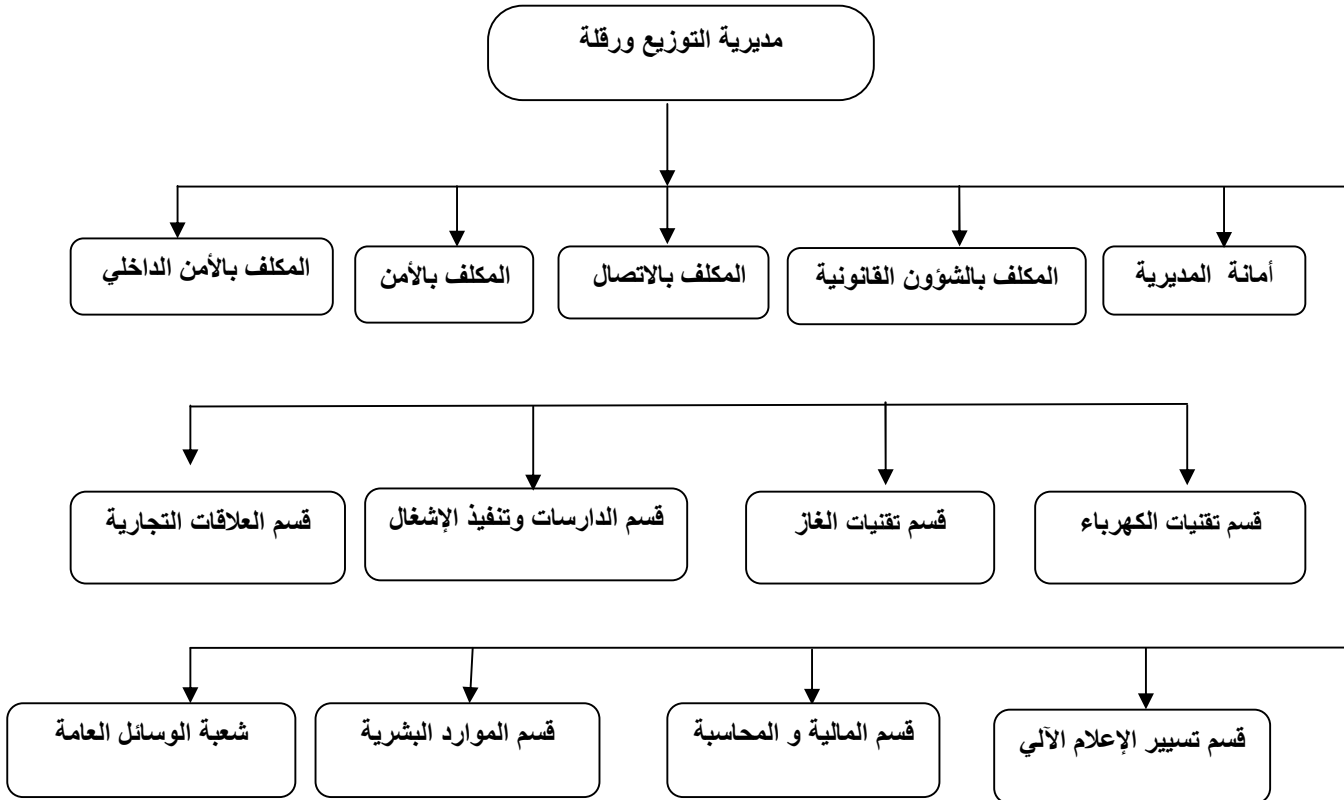 مديرية التوزيع ورقلة
أمانة المديرية
المكلف بالشؤون القانونية
المكلف بالاتصال
المكلف بالأمن
المكلف بالأمن الداخلي
قسم تقنيات الكهرباء
قسم تقنيات الغاز
قسم الدارسات وتنفيذ الإشغال
قسم العلاقات التجارية
قسم تسيير الإعلام الآلي
قسم المالية و المحاسبة
قسم الموارد البشرية
شعبة الوسائل العامة